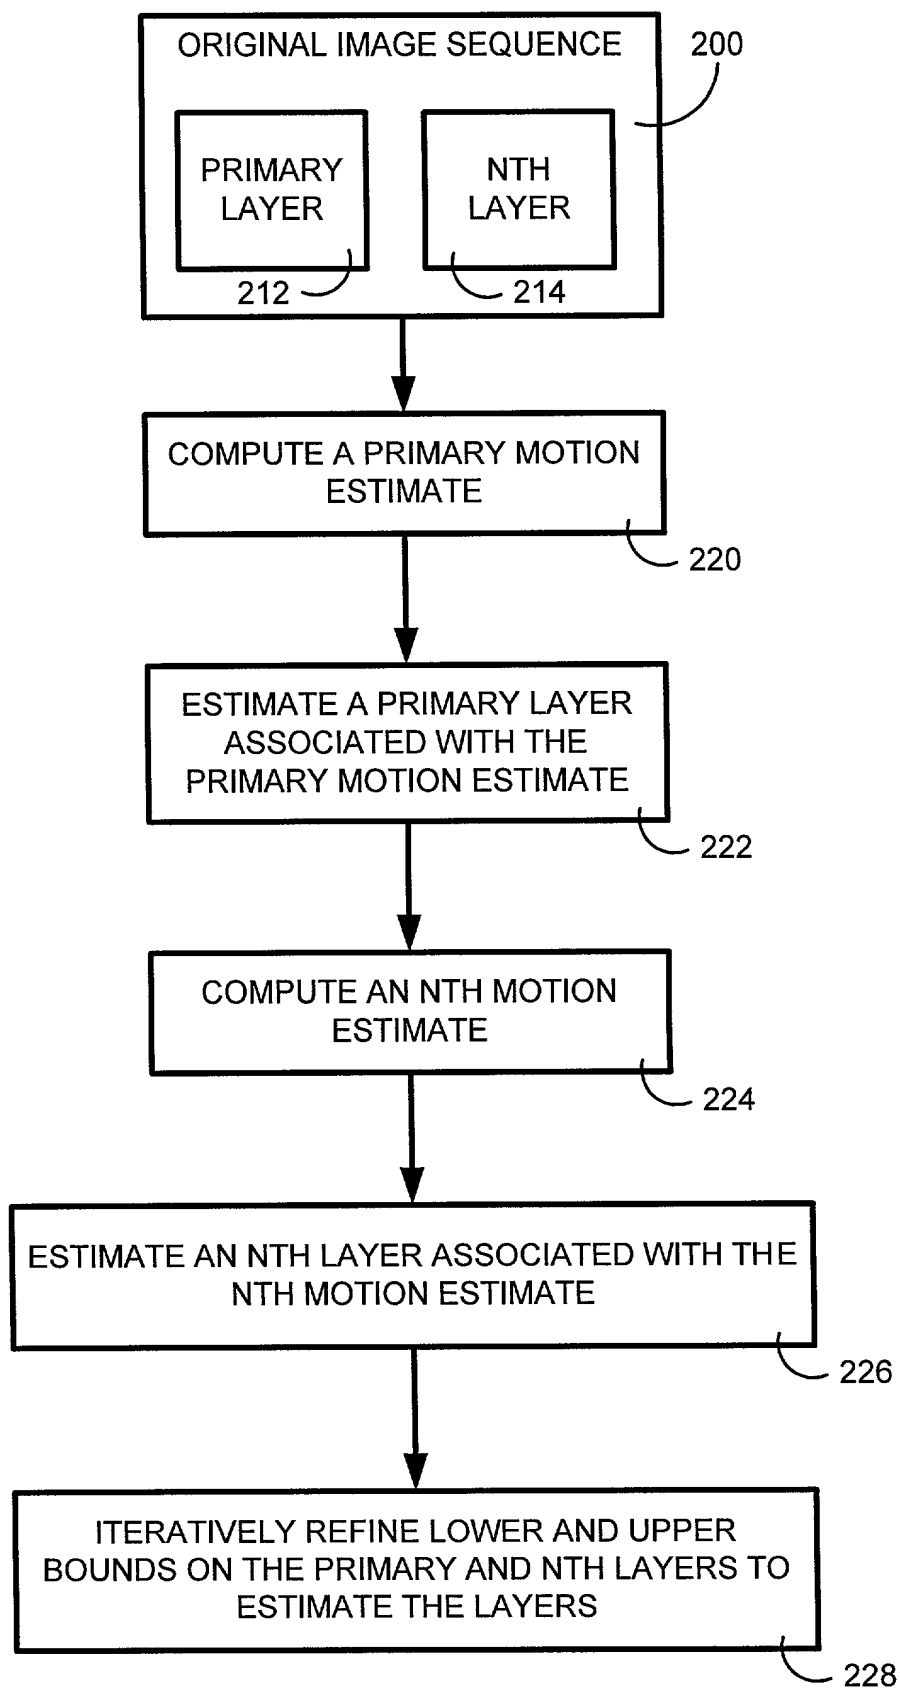 ORIGINAL IMAGE SEQUENCE
200
PRIMARY
LAYER
212
NTH
LAYER
214
COMPUTE A PRIMARY MOTION
ESTIMATE
220
ESTIMATE A PRIMARY LAYER
ASSOCIATED WITH THE
PRIMARY MOTION ESTIMATE
222
COMPUTE AN NTH MOTION
ESTIMATE
224
ESTIMATE AN NTH LAYER ASSOCIATED WITH THE
NTH MOTION ESTIMATE
226
ITERATIVELY REFINE LOWER AND UPPER
BOUNDS ON THE PRIMARY AND NTH LAYERS TO
ESTIMATE THE LAYERS
228